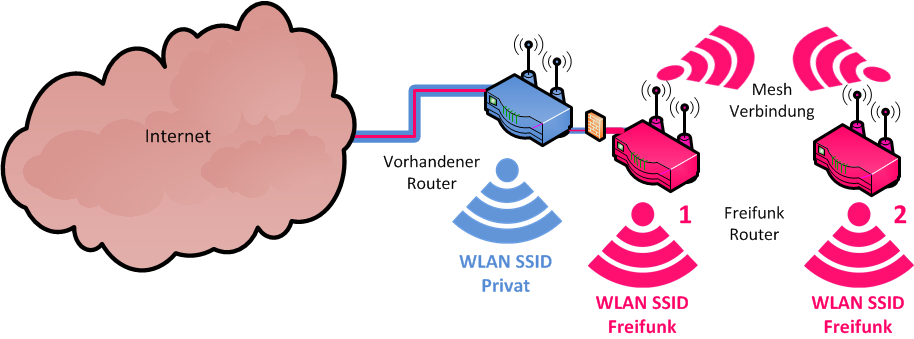 Internet
Vorhandener
Router
WLAN SSID
Privat
Mesh
Verbindung
1
Freifunk
Router
2
WLAN SSID
Freifunk
WLAN SSID
Freifunk